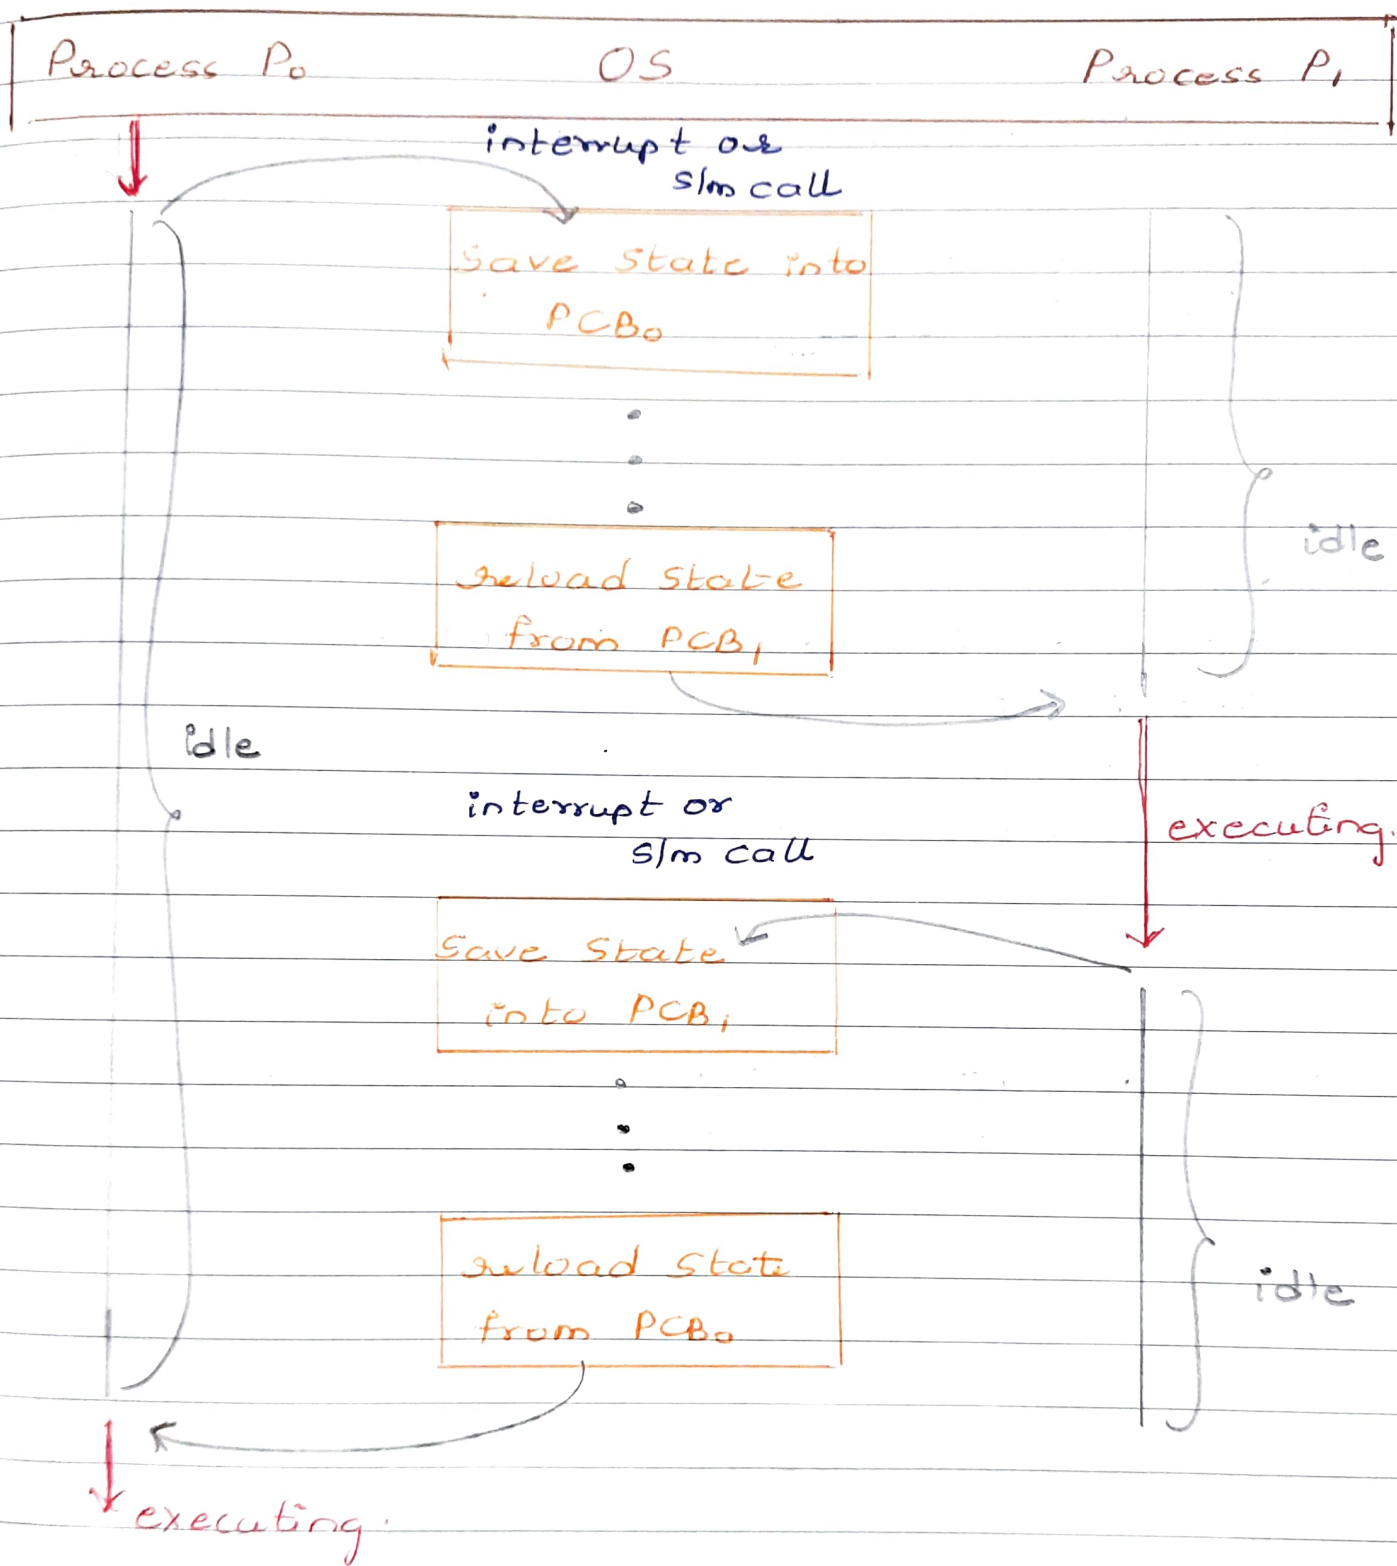 Process P₀ OS Process P₁
interrupt or
s/m call
Save State into
PCB₀
idle
reload State
from PCB₁
idle
interrupt or
s/m call
executing.
Save State
into PCB₁
reload State
from PCB₀
idle
executing.